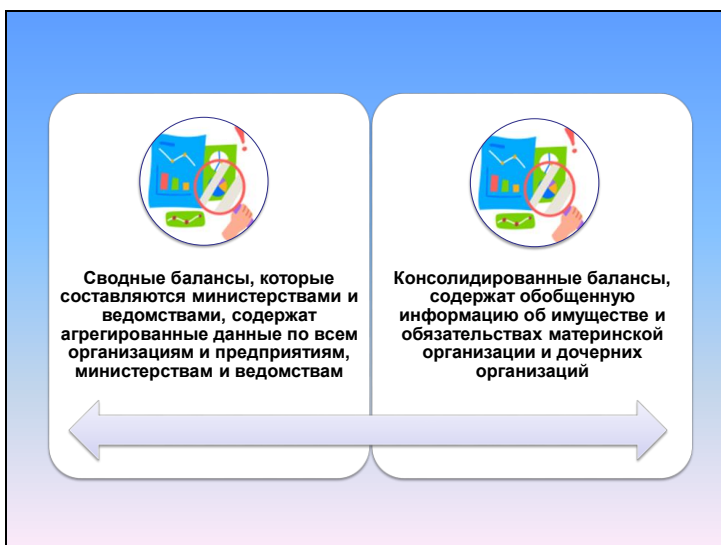 Сводные балансы, которые
составляются министерствами и
ведомствами, содержат
агрегированные данные по всем
организациям и предприятиям,
министерствам и ведомствам
Консолидированные балансы,
содержат обобщенную
информацию об имуществе и
обязательствах материнской
организации и дочерних
организаций